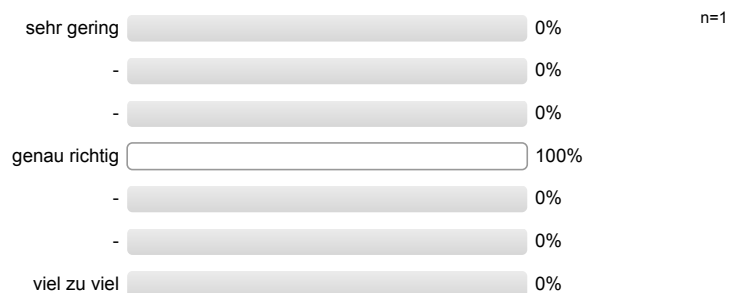 sehr gering 0% n=1
- 0%
- 0%
genau richtig 100%
- 0%
- 0%
viel zu viel 0%